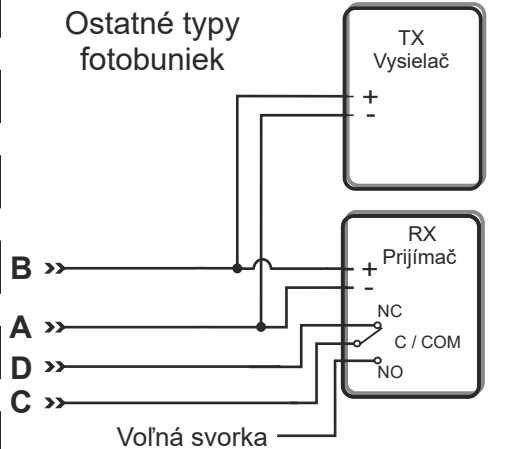 Ostatné typy
fotobuniek
TX
Vysielač
+
-
RX
Prijímač
B
+
-
A
NC
D
C / COM
C
NO
Voľná svorka